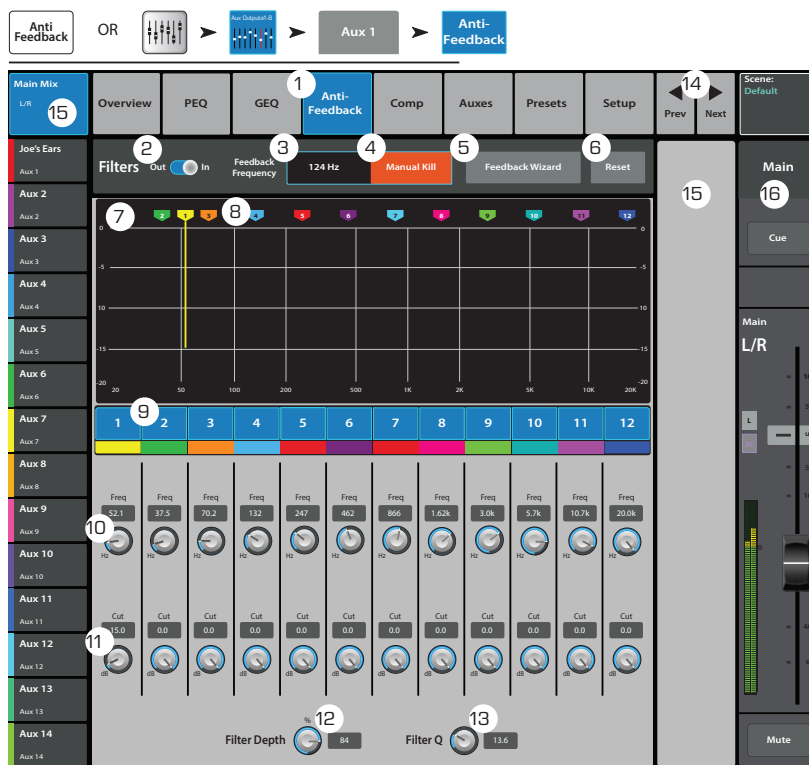 Anti
Feedback
OR
Aux Outputs1-8
Aux 1
Anti-
Feedback
Main Mix
L/R
15
Overview
PEQ
GEQ
1
Anti-
Feedback
Comp
Auxes
Presets
Setup
14
Prev
Next
Scene:
Default
Joe's Ears
Aux 1
Aux 2
Aux 2
Aux 3
Aux 3
Aux 4
Aux 4
Aux 5
Aux 5
Aux 6
Aux 6
Aux 7
Aux 7
Aux 8
Aux 8
Aux 9
Aux 9
Aux 10
Aux 10
Aux 11
Aux 11
Aux 12
Aux 12
Aux 13
Aux 13
Aux 14
Aux 14
2
Filters
Out
In
Feedback
Frequency
3
124 Hz
4
Manual Kill
5
Feedback Wizard
6
Reset
7
8
2 1 3 4 5 6 7 8 9 10 11 12
0 0
-5 -5
10 -10
-15 -15
-20 -20
20 50 100 200 500 1K 2K 5K 10K 20K
9
1 2 3 4 5 6 7 8 9 10 11 12
Freq Freq Freq Freq Freq Freq Freq Freq Freq Freq Freq Freq
52.1 37.5 70.2 132 247 462 866 1.62k 3.0k 5.7k 10.7k 20.0k
10
Hz Hz Hz Hz Hz Hz Hz Hz Hz Hz Hz Hz
Cut Cut Cut Cut Cut Cut Cut Cut Cut Cut Cut Cut
15.0 0.0 0.0 0.0 0.0 0.0 0.0 0.0 0.0 0.0 0.0 0.0
11
dB dB dB dB dB dB dB dB dB dB dB dB
12
%
Filter Depth
84
13
Filter Q
13.6
15
Main
16
Cue
Main
L/R
L
Mute